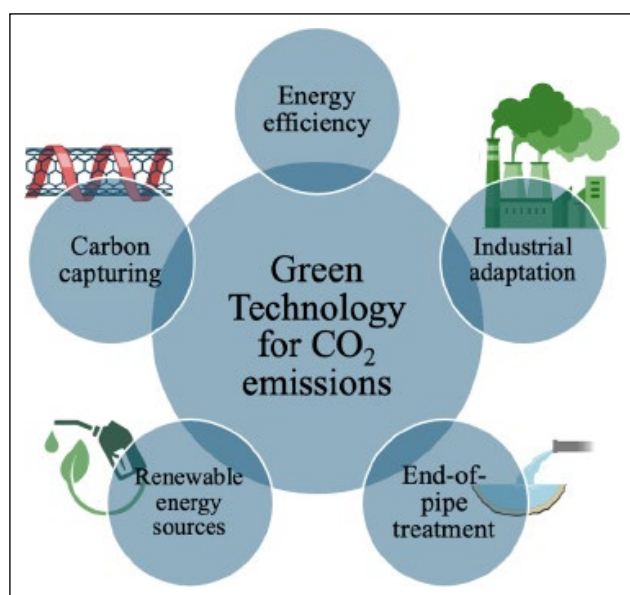 Energy
efficiency
Carbon
capturing
Industrial
adaptation
Green
Technology
for CO₂
emissions
Renewable
energy
sources
End-of-
pipe
treatment